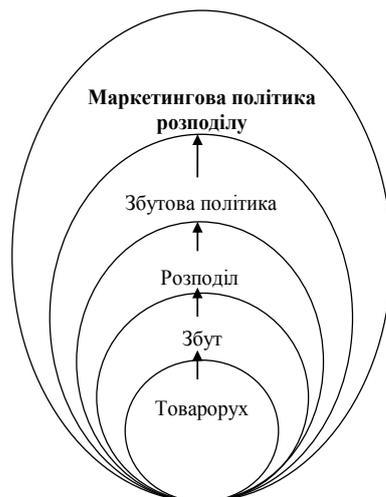 Маркетингова політика
розподілу
Збутова політика
Розподіл
Збут
Товарорух